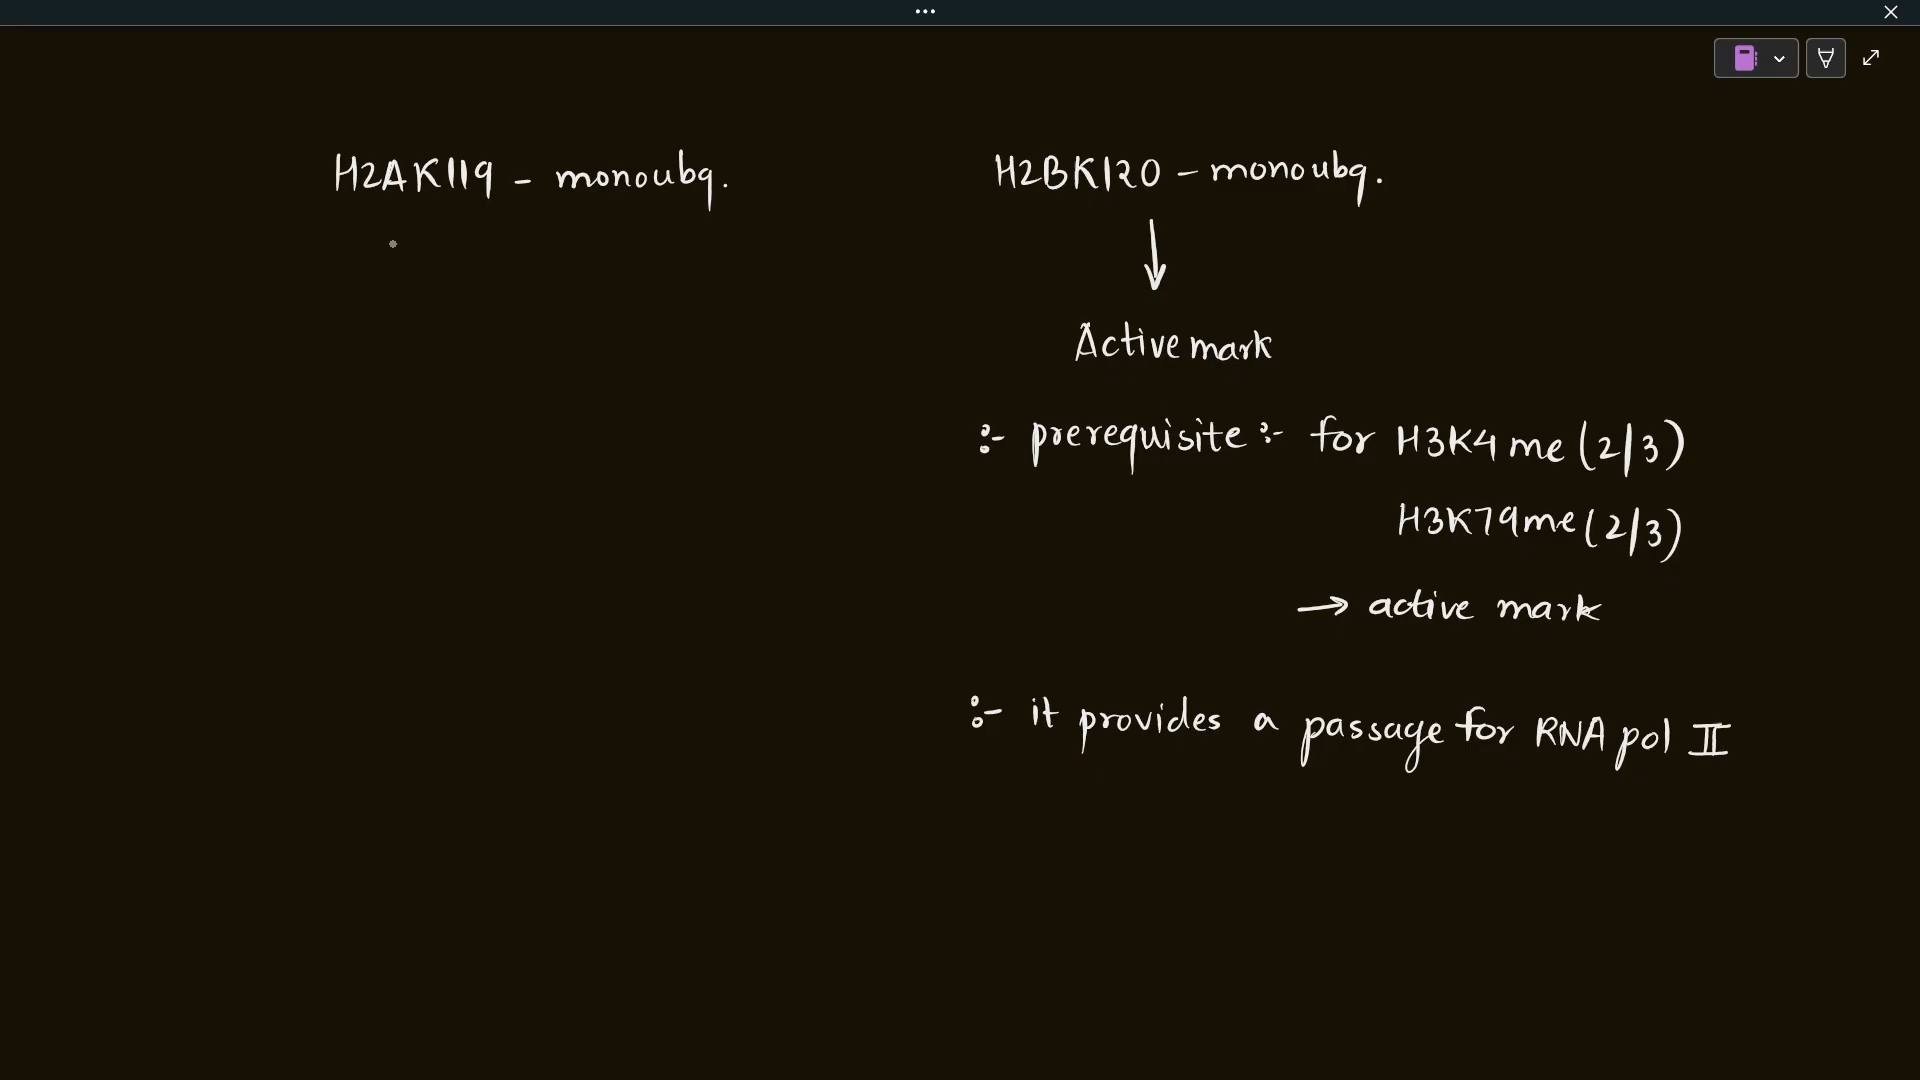 H2AK119 - monoubq.
H2BK120 - monoubq.
Active mark
:- prerequisite :- for H3K4 me (2/3)
H3K79me (2/3)
→ active mark
:- it provides a passage for RNA pol II